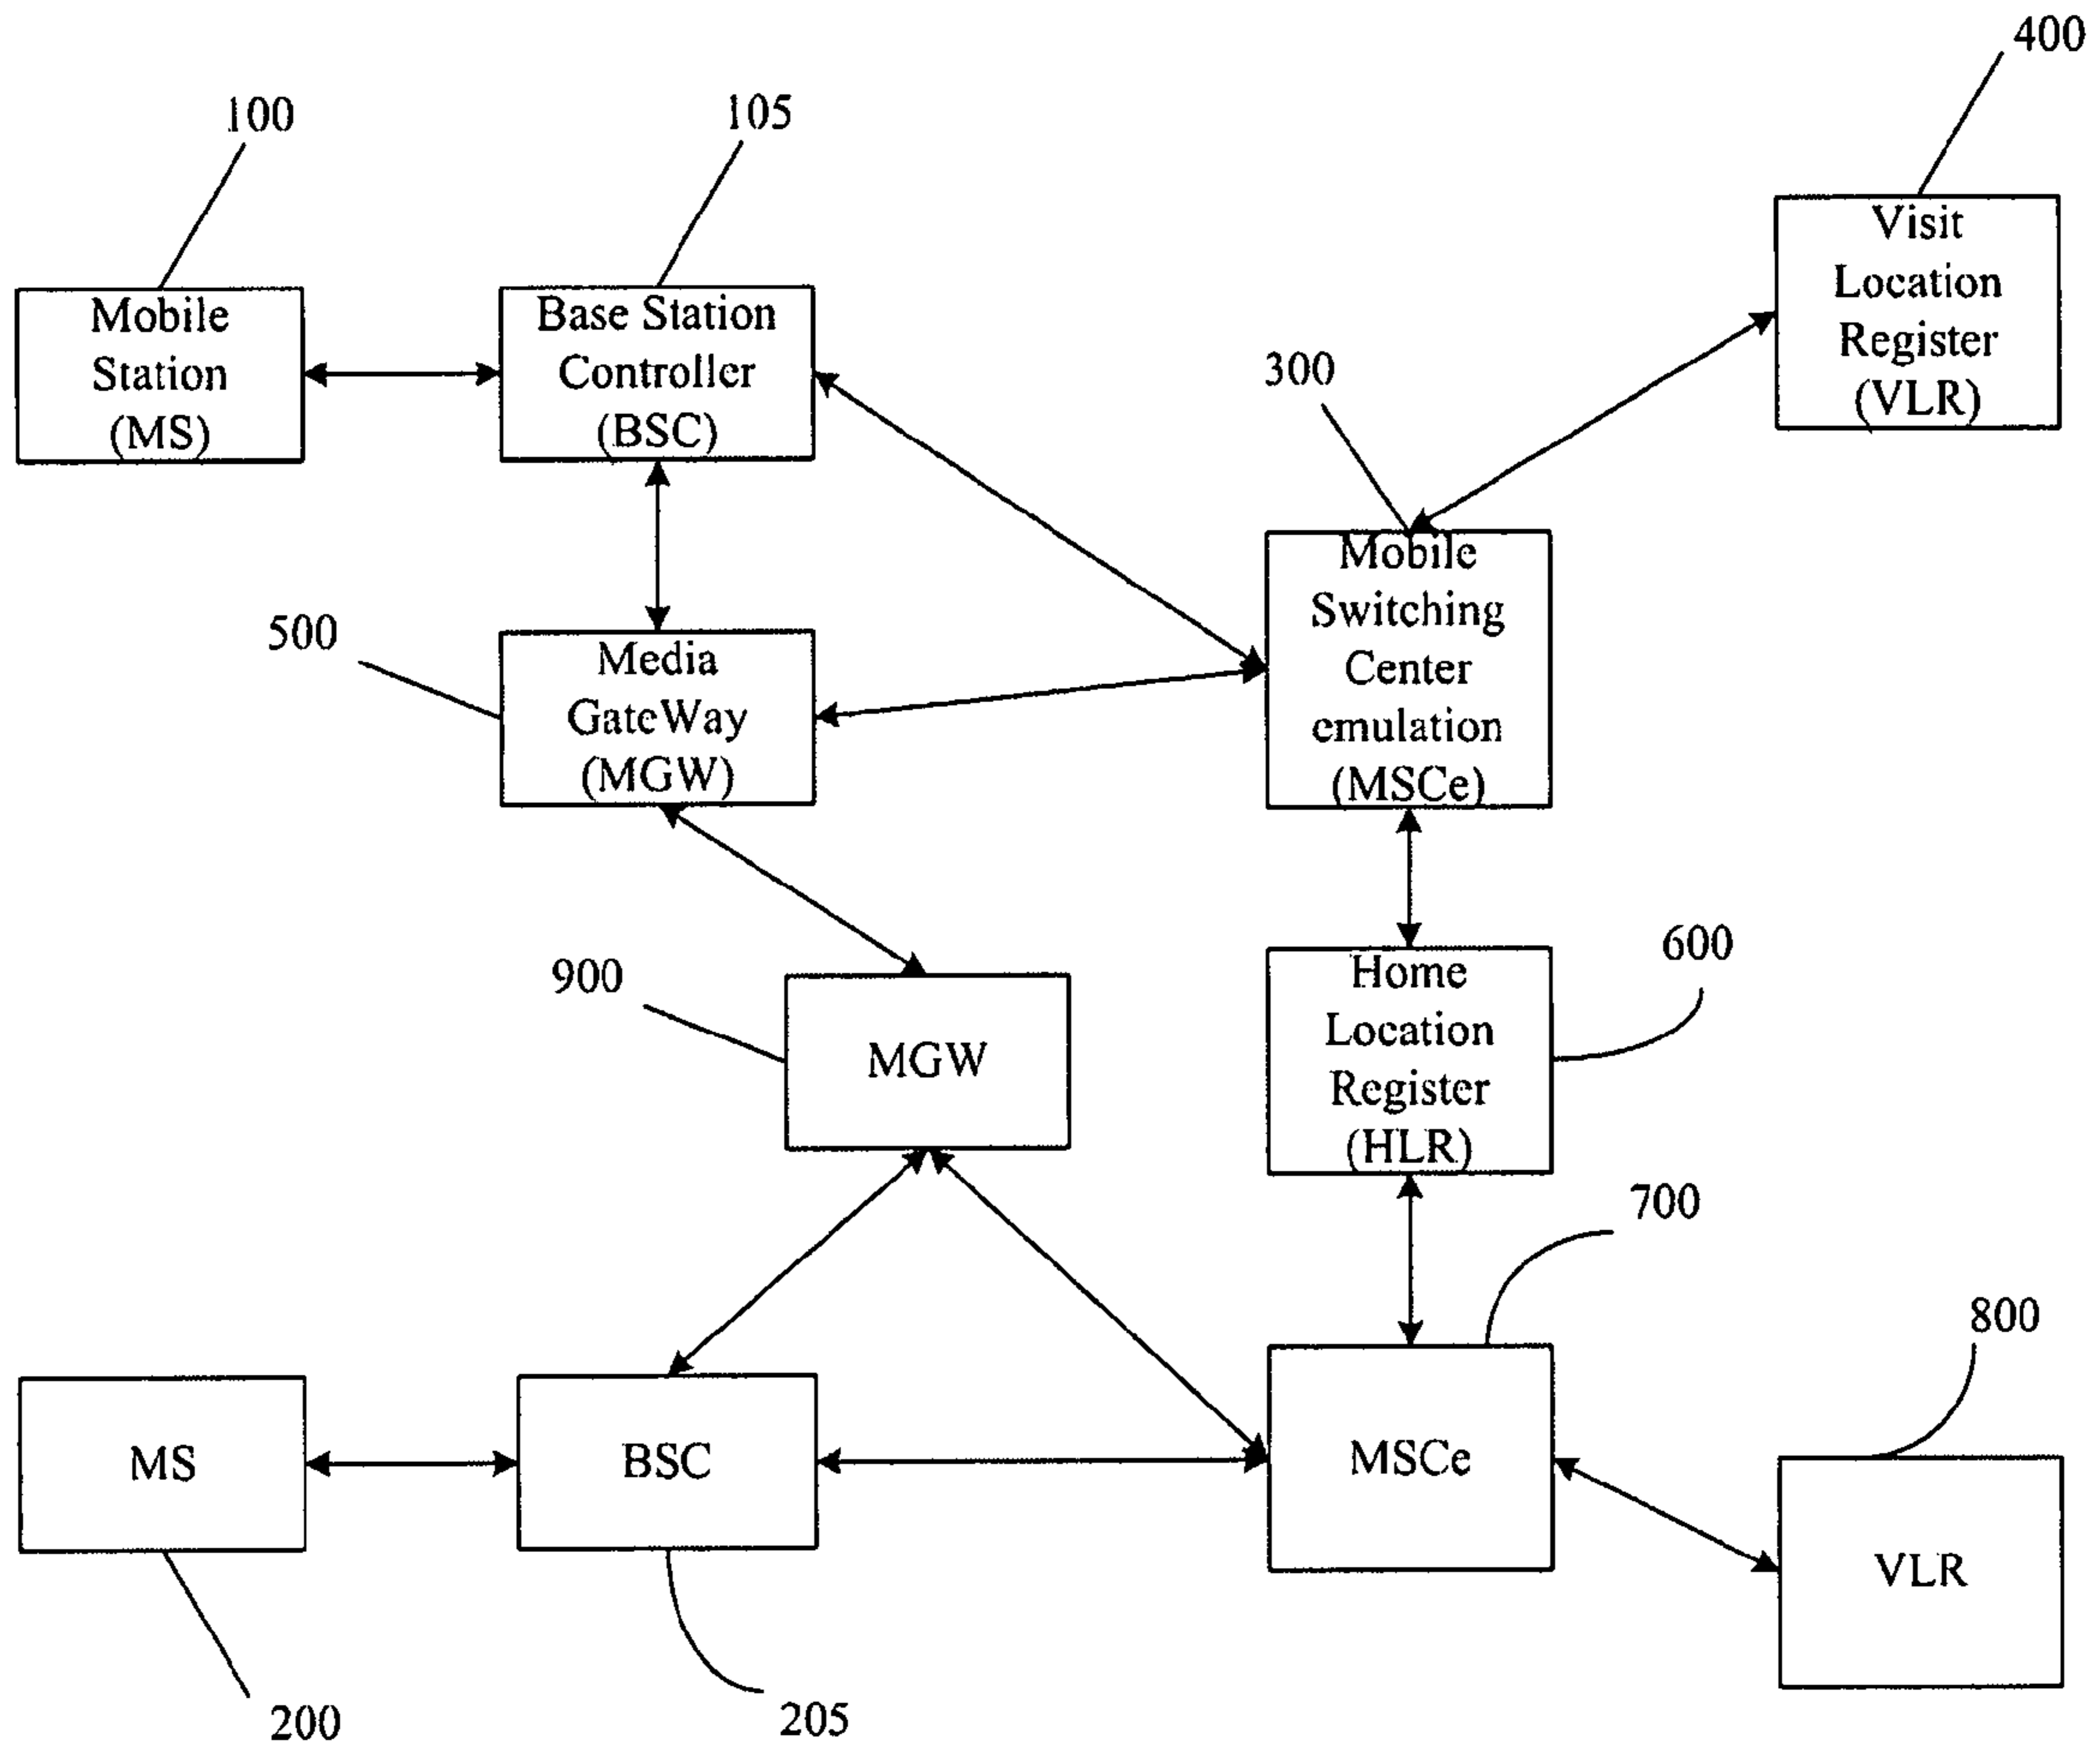 400
100
105
Visit
Location
Register
(VLR)
Mobile
Station
(MS)
Base Station
Controller
(BSC)
300
Mobile
Switching
Center
emulation
(MSCe)
500
Media
GateWay
(MGW)
900
MGW
600
Home
Location
Register
(HLR)
700
800
MS
BSC
MSCe
VLR
200
205